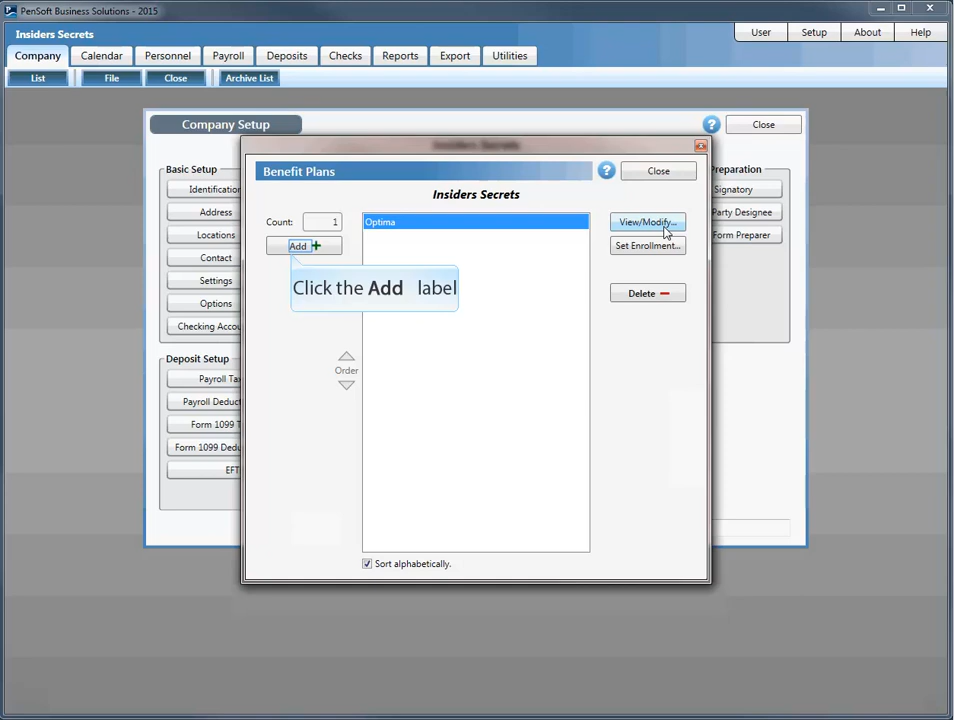 PenSoft Business Solutions - 2015
Insiders Secrets
User
Setup
About
Help
Company
Calendar
Personnel
Payroll
Deposits
Checks
Reports
Export
Utilities
List
File
Close
Archive List
Company Setup
?
Close
Insiders Secrets
Basic Setup
Identification
Address
Locations
Contact
Settings
Options
Checking Accou
Deposit Setup
Payroll Tax
Payroll Deduct
Form 1099 T
Form 1099 Dedu
EFT
Preparation
Signatory
Party Designee
Form Preparer
Benefit Plans
?
Close
Insiders Secrets
Count:
1
Add
Optima
View/Modify...
Set Enrollment...
Delete
Click the Add label
Order
Sort alphabetically.